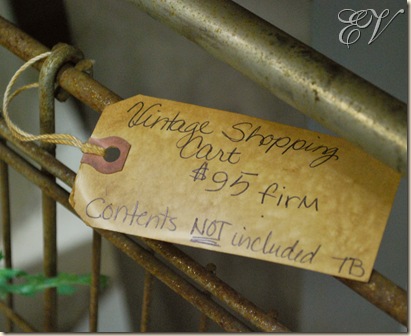 EV
Vintage Shopping
Cart
$95 firm
Contents NOT included TB